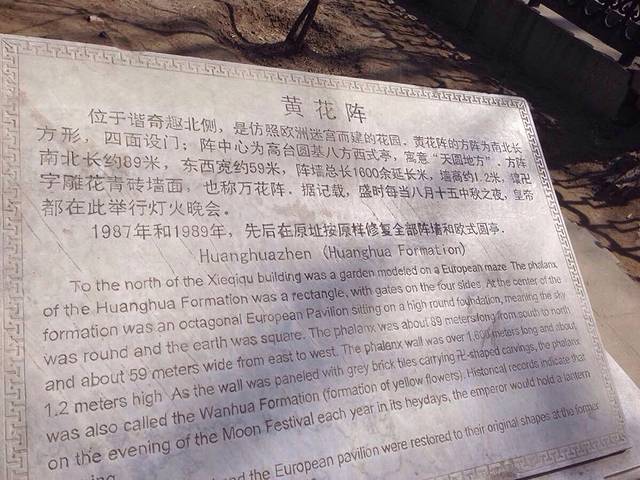 黄花阵
位于谐奇趣北侧，是仿照欧洲迷宫而建的花园。黄花阵的方阵为南北长
方形，四面设门；阵中心为高台圆基八方西式亭，寓意“天圆地方”．方阵
南北长约89米，东西宽约59米，阵墙总长1600余延长米，墙高约1.2米，镶卍
字雕花青砖墙面，也称万花阵．据记载，盛时每当八月十五中秋之夜，皇帝
都在此举行灯火晚会。
1987年和1989年，先后在原址按原样修复全部阵墙和欧式圆亭．
Huanghuazhen (Huanghua Formation)
To the north of the Xieqiqu building was a garden modeled on a European maze. The phalanx
of the Huanghua Formation was a rectangle, with gates on the four sides. At the center of the
formation was an octagonal European Pavilion sitting on a high round foundation, meaning the sky
was round and the earth was square. The phalanx was about 89 meters long from south to north
and about 59 meters wide from east to west. The phalanx wall was over 1,600 meters long and about
1.2 meters high. As the wall was paneled with grey brick tiles carrying 卍-shaped carvings, the phalanx
was also called the Wanhua Formation (formation of yellow flowers). Historical records indicate that
on the evening of the Moon Festival each year in its heydays, the emperor would hold a lantern
and the European pavilion were restored to their original shapes at the former